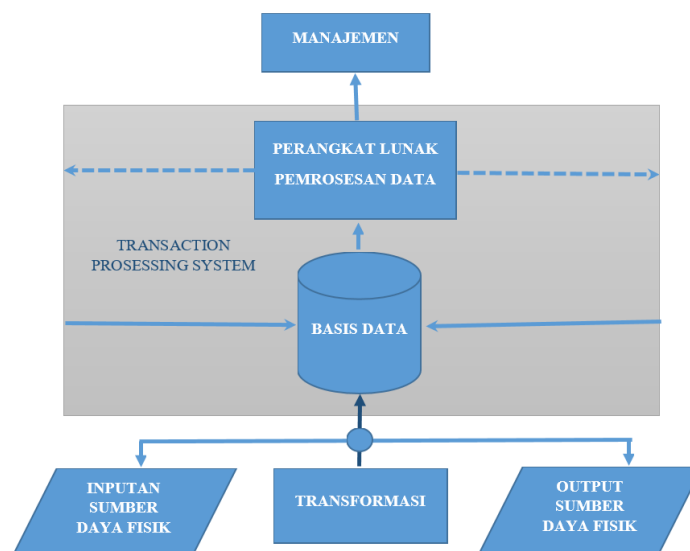 MANAJEMEN
PERANGKAT LUNAK
PEMROSESAN DATA
TRANSACTION
PROSESSING SYSTEM
BASIS DATA
INPUTAN
SUMBER
DAYA FISIK
TRANSFORMASI
OUTPUT
SUMBER
DAYA FISIK